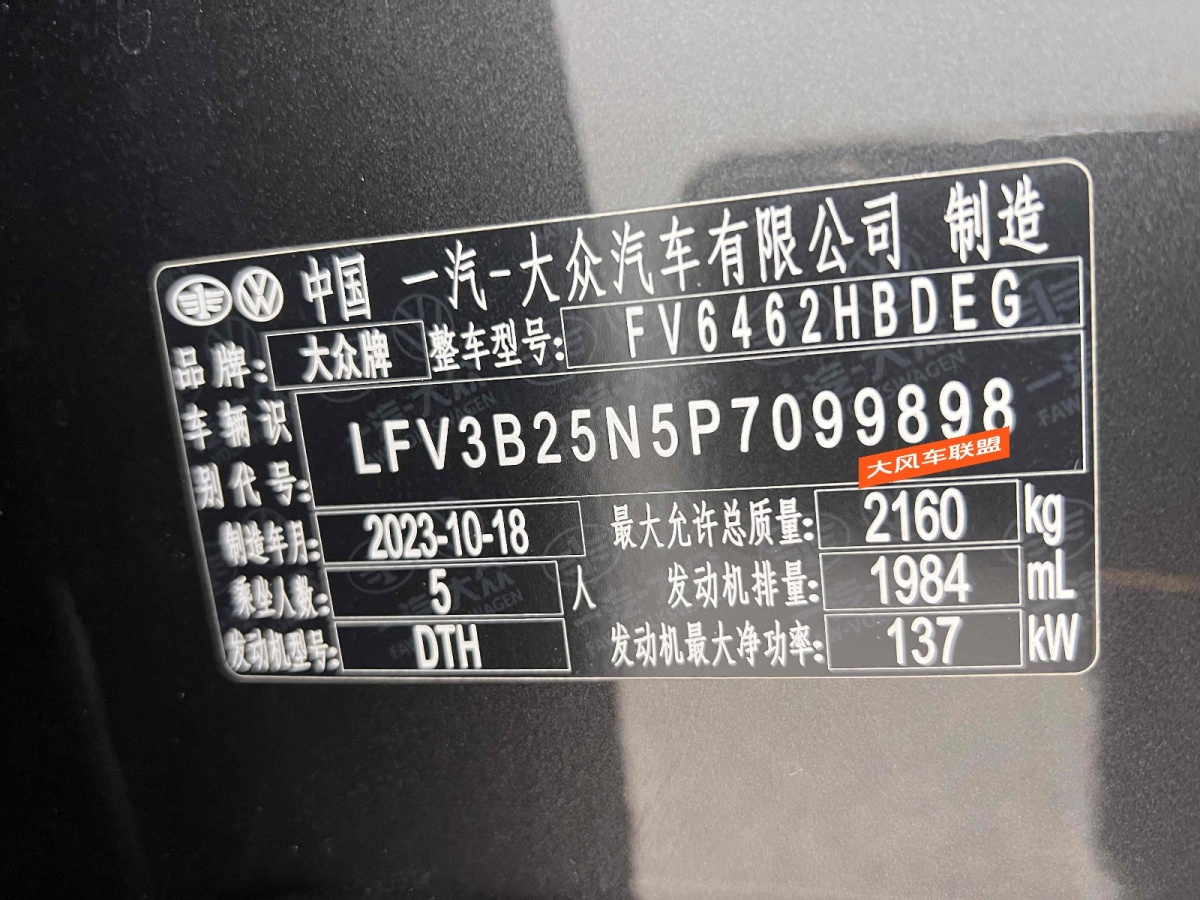 中国 一汽-大众汽车有限公司 制造
品牌: 大众牌 整车型号: FV6462HBDEG
车辆识别代号: LFV3B25N5P7099898
大风车联盟
制造年月: 2023-10-18 最大允许总质量: 2160 kg
乘坐人数: 5 人 发动机排量: 1984 mL
发动机型号: DTH 发动机最大净功率: 137 kW